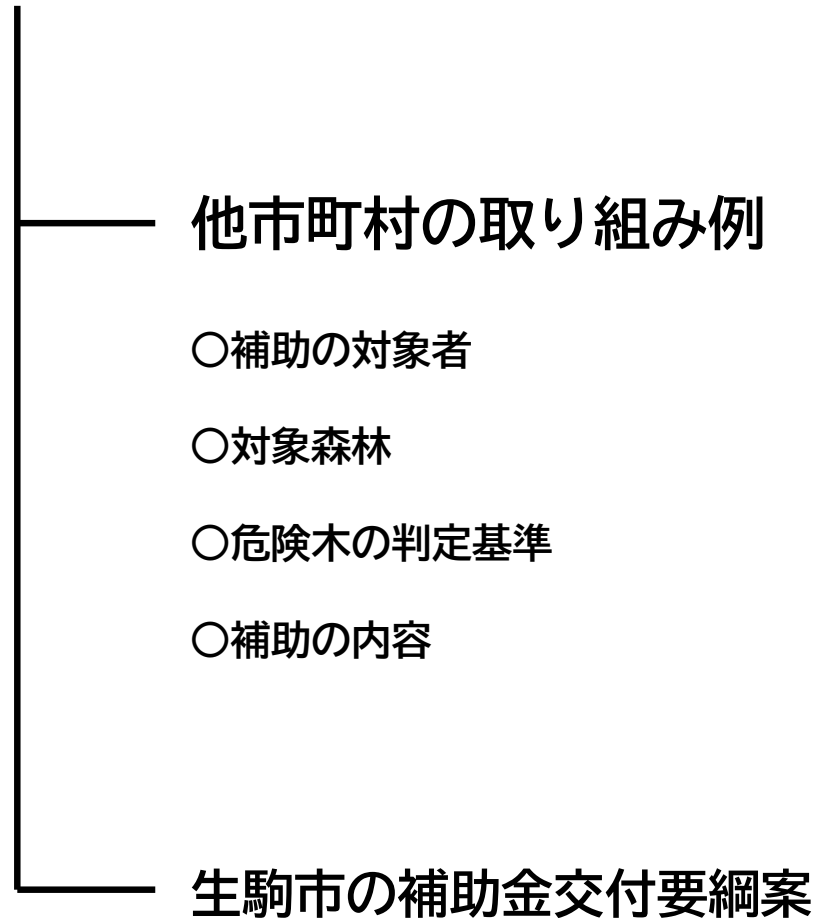 他市町村の取り組み例
○補助の対象者
○対象森林
○危険木の判定基準
○補助の内容
生駒市の補助金交付要綱案